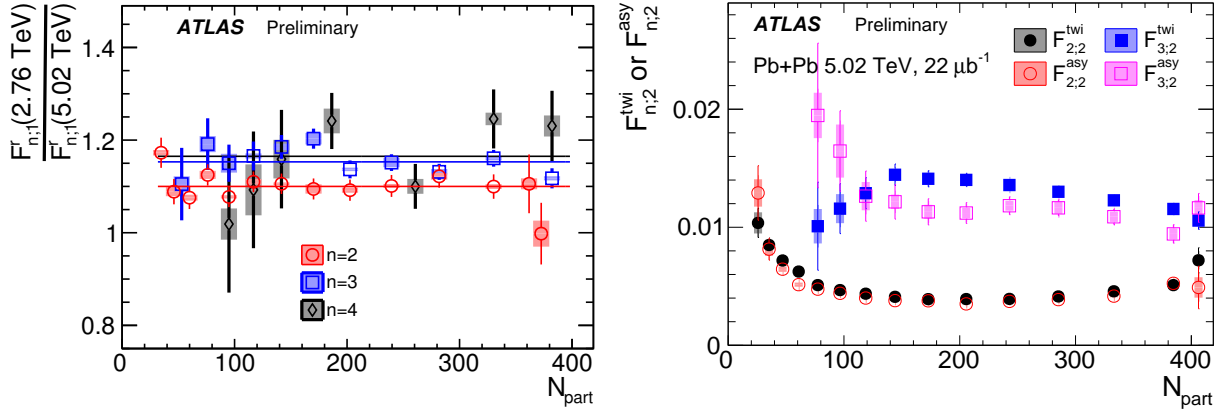 ATLAS Preliminary
F^r_{n;1}(2.76 TeV)
F^r_{n;1}(5.02 TeV)
1.4
1.2
1
0.8
n=2
n=3
n=4
0 100 200 300 400
N_part
ATLAS Preliminary
Pb+Pb 5.02 TeV, 22 μb^-1
F^twi_{2;2} F^twi_{3;2}
F^asy_{2;2} F^asy_{3;2}
F^twi_{n;2} or F^asy_{n;2}
0.02
0.01
0
0 100 200 300 400
N_part